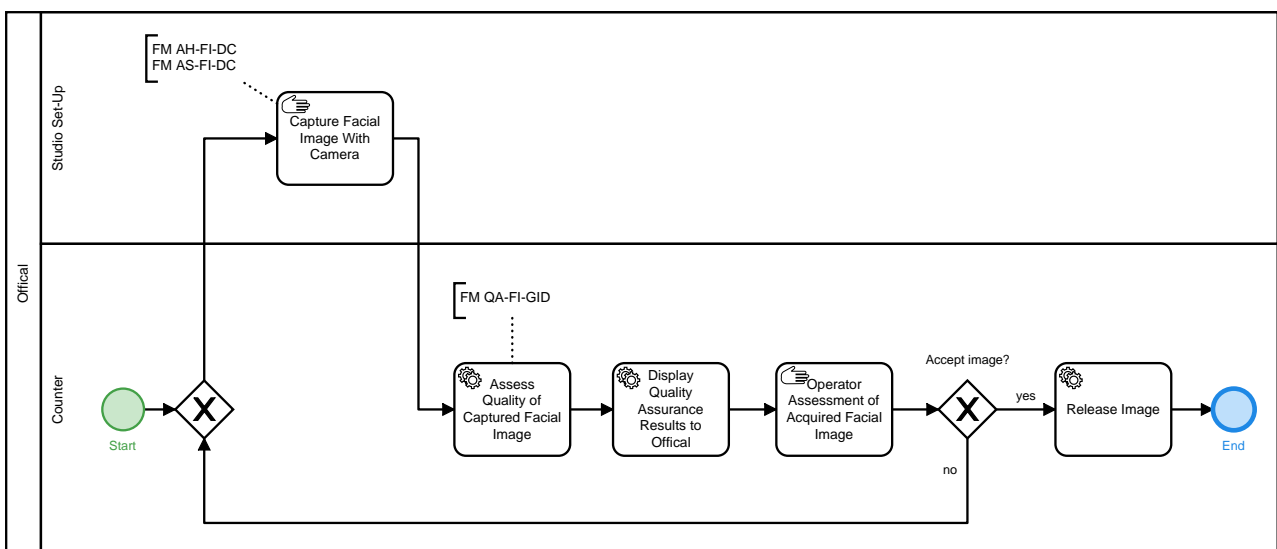 Offical
Studio Set-Up
FM AH-FI-DC
FM AS-FI-DC
Capture Facial
Image With
Camera
Counter
Start
FM QA-FI-GID
Assess
Quality of
Captured Facial
Image
Display
Quality
Assurance
Results to
Offical
Operator
Assessment of
Acquired Facial
Image
Accept image?
yes
no
Release Image
End